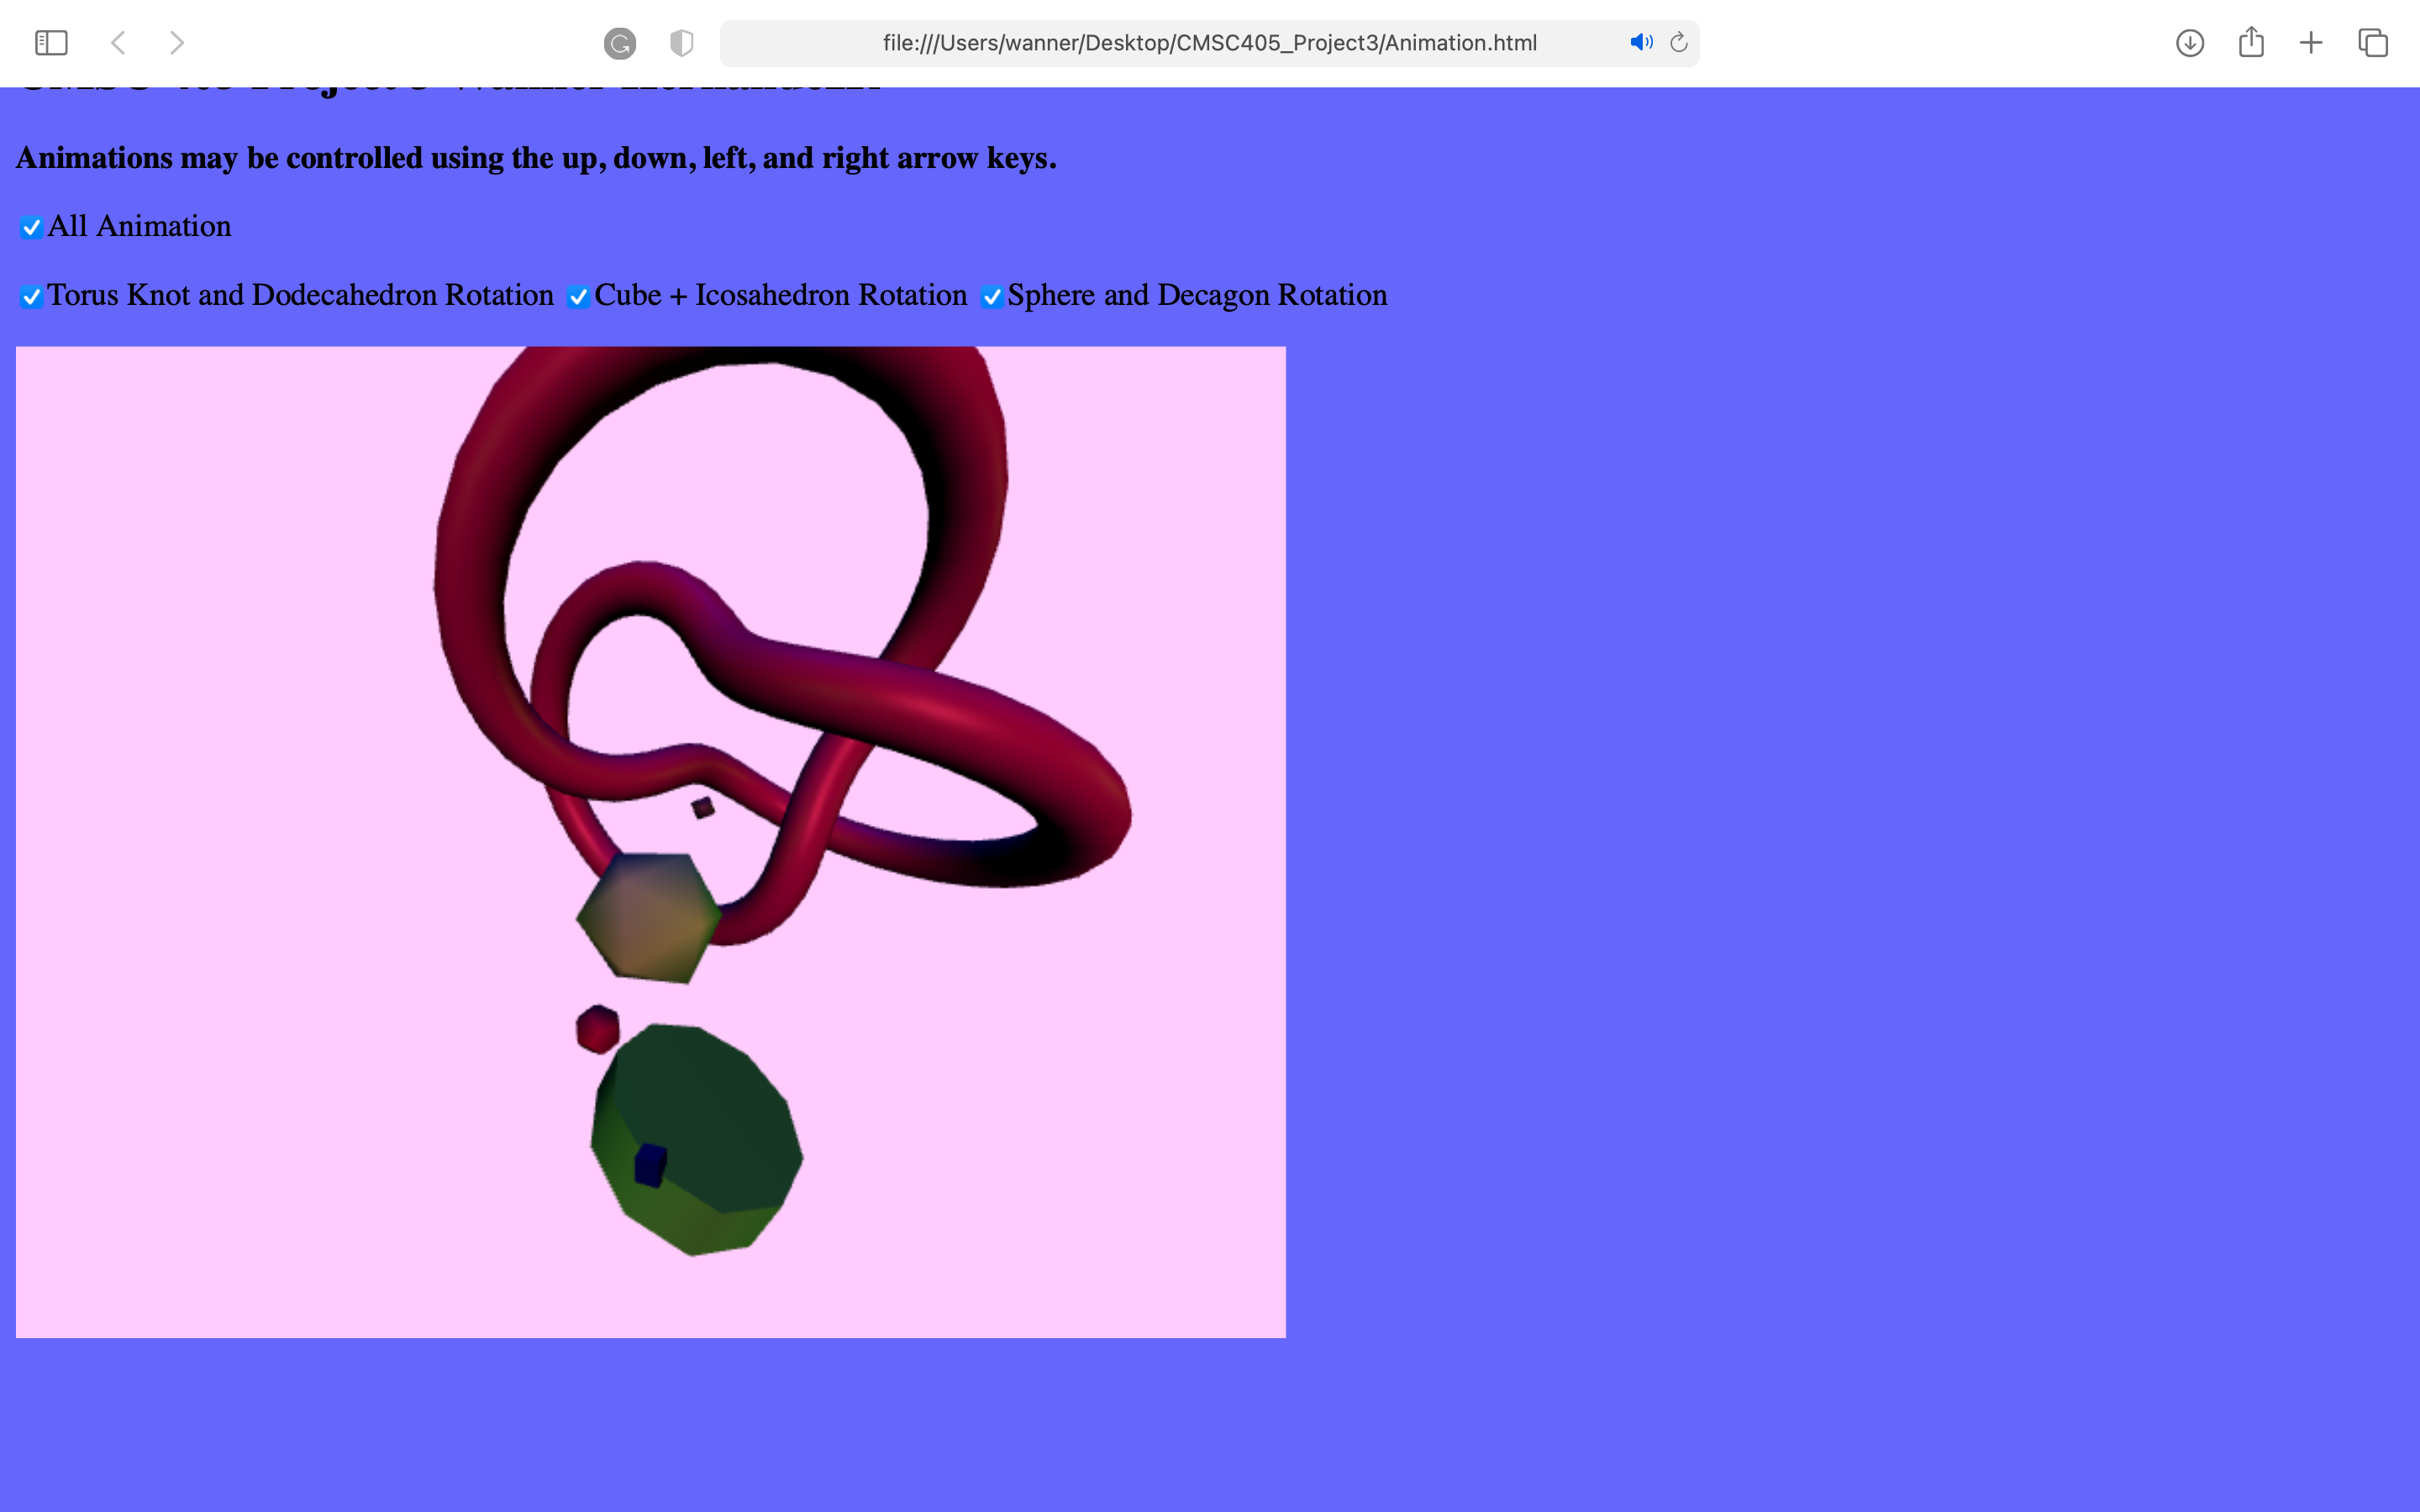 file:///Users/wanner/Desktop/CMSC405_Project3/Animation.html
Animations may be controlled using the up, down, left, and right arrow keys.
All Animation
Torus Knot and Dodecahedron Rotation Cube + Icosahedron Rotation Sphere and Decagon Rotation